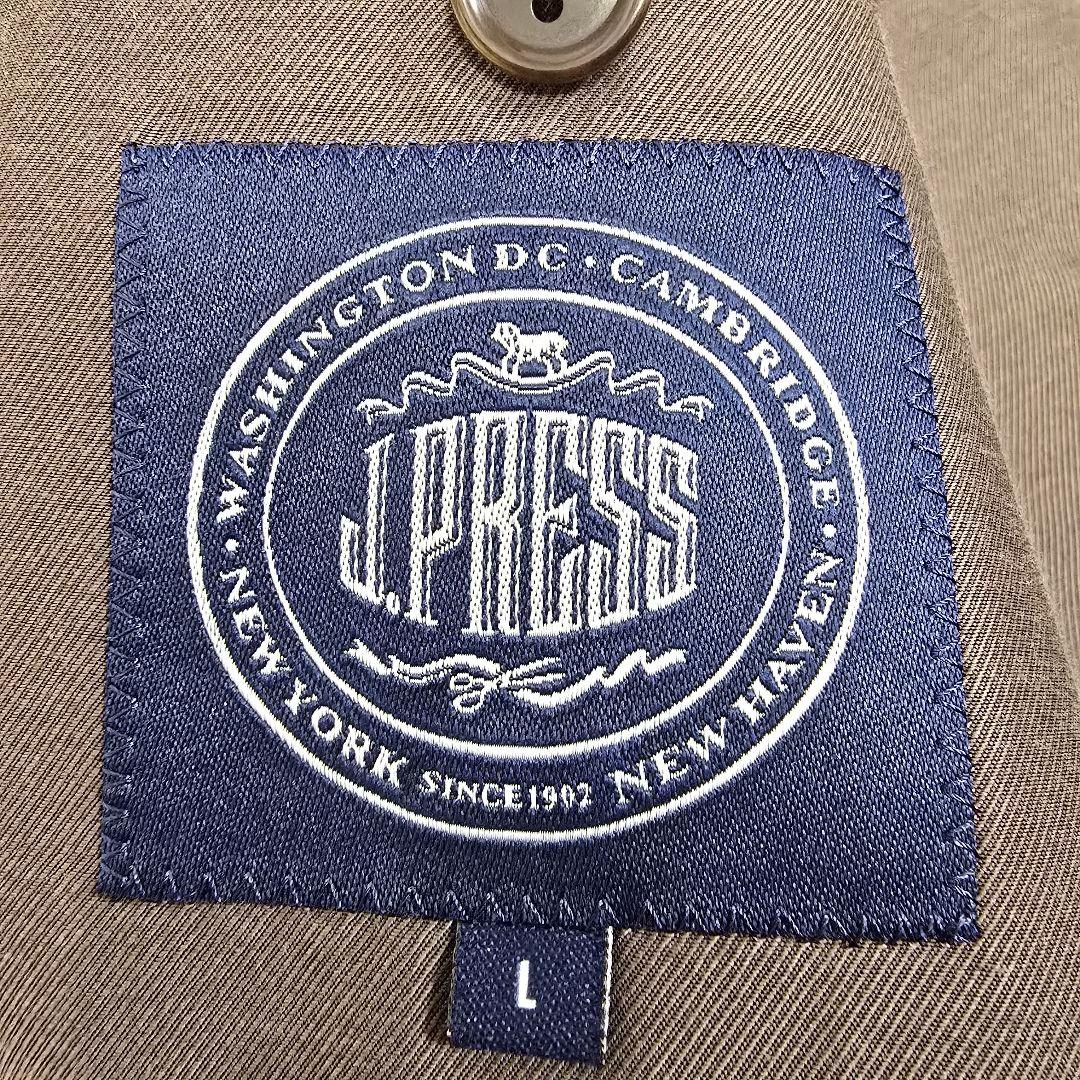 WASHINGTON DC · CAMBRIDGE ·
J.PRESS
· NEW YORK SINCE 1902 NEW HAVEN
L